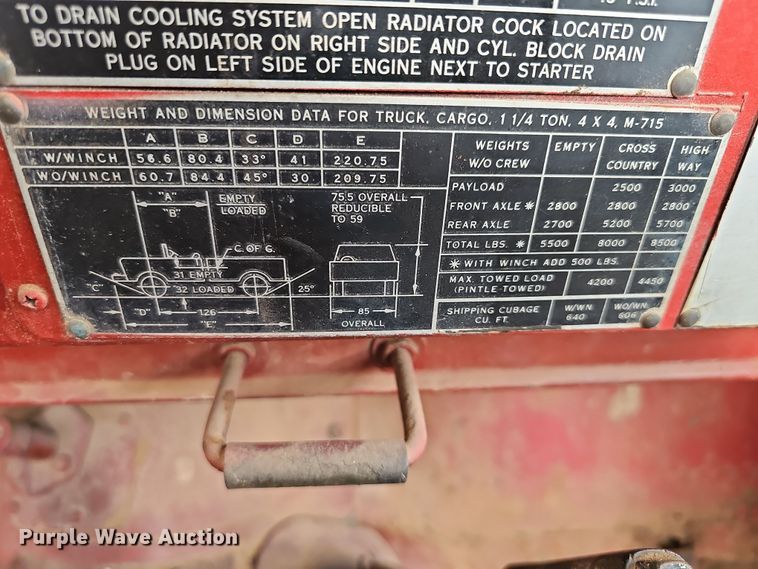 TO DRAIN COOLING SYSTEM OPEN RADIATOR COCK LOCATED ON
BOTTOM OF RADIATOR ON RIGHT SIDE AND CYL. BLOCK DRAIN
PLUG ON LEFT SIDE OF ENGINE NEXT TO STARTER
WEIGHT AND DIMENSION DATA FOR TRUCK, CARGO, 1 1/4 TON, 4 X 4, M-715
A B C D E
W/WINCH 56.6 80.4 33° 41 220.75
WO/WINCH 60.7 84.4 45° 30 209.75
"A" EMPTY
"B" LOADED
75.5 OVERALL
REDUCIBLE
TO 59
C. OF G.
31 EMPTY
32 LOADED
"C" 25°
"D" 126
"E"
85
OVERALL
WEIGHTS W/O CREW EMPTY CROSS COUNTRY HIGH WAY
PAYLOAD 2500 3000
FRONT AXLE * 2800 2800 2800
REAR AXLE 2700 5200 5700
TOTAL LBS. * 5500 8000 8500
* WITH WINCH ADD 500 LBS.
MAX. TOWED LOAD (PINTLE-TOWED) 4200 4450
SHIPPING CUBAGE CU. FT. W/WN. 640 WO/WN. 606
Purple Wave Auction